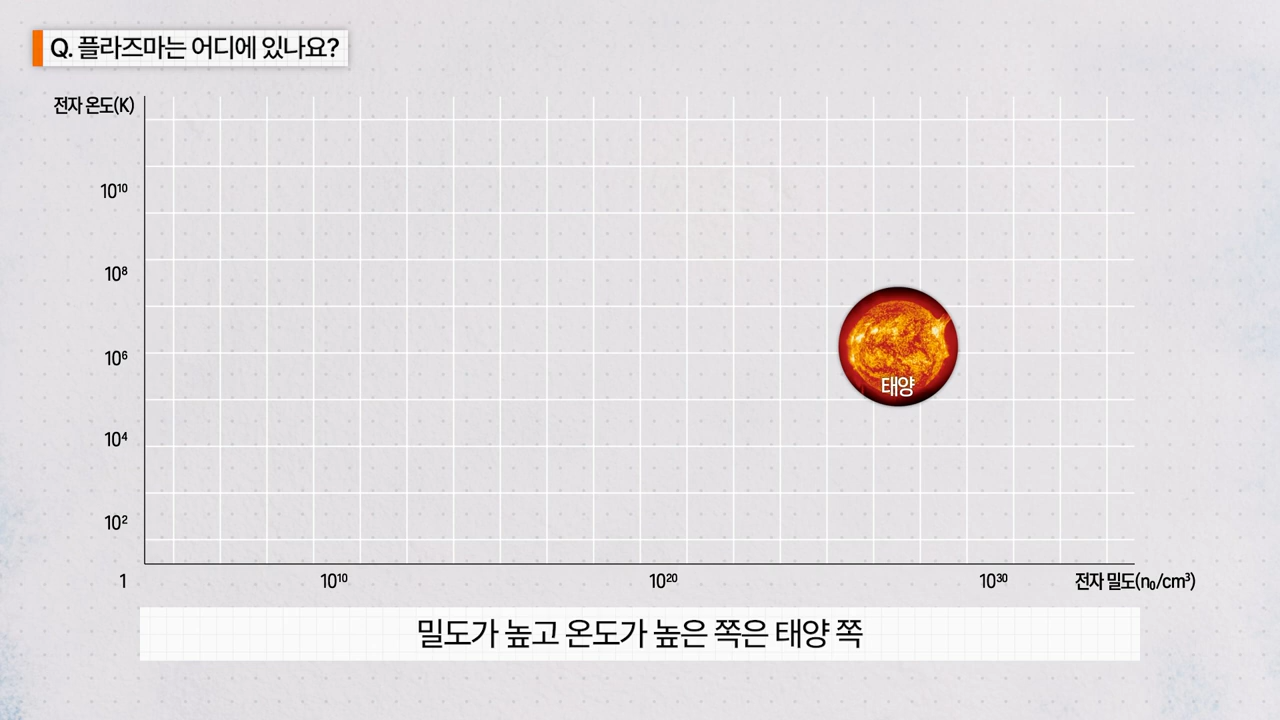 Q. 플라즈마는 어디에 있나요?
전자 온도(K)
10¹⁰
10⁸
10⁶
10⁴
10²
태양
1
10¹⁰
10²⁰
10³⁰
전자 밀도(n₀/cm³)
밀도가 높고 온도가 높은 쪽은 태양 쪽